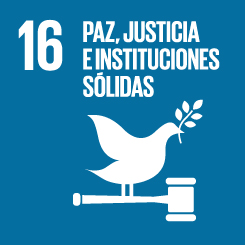 16 PAZ, JUSTICIA
E INSTITUCIONES
SÓLIDAS